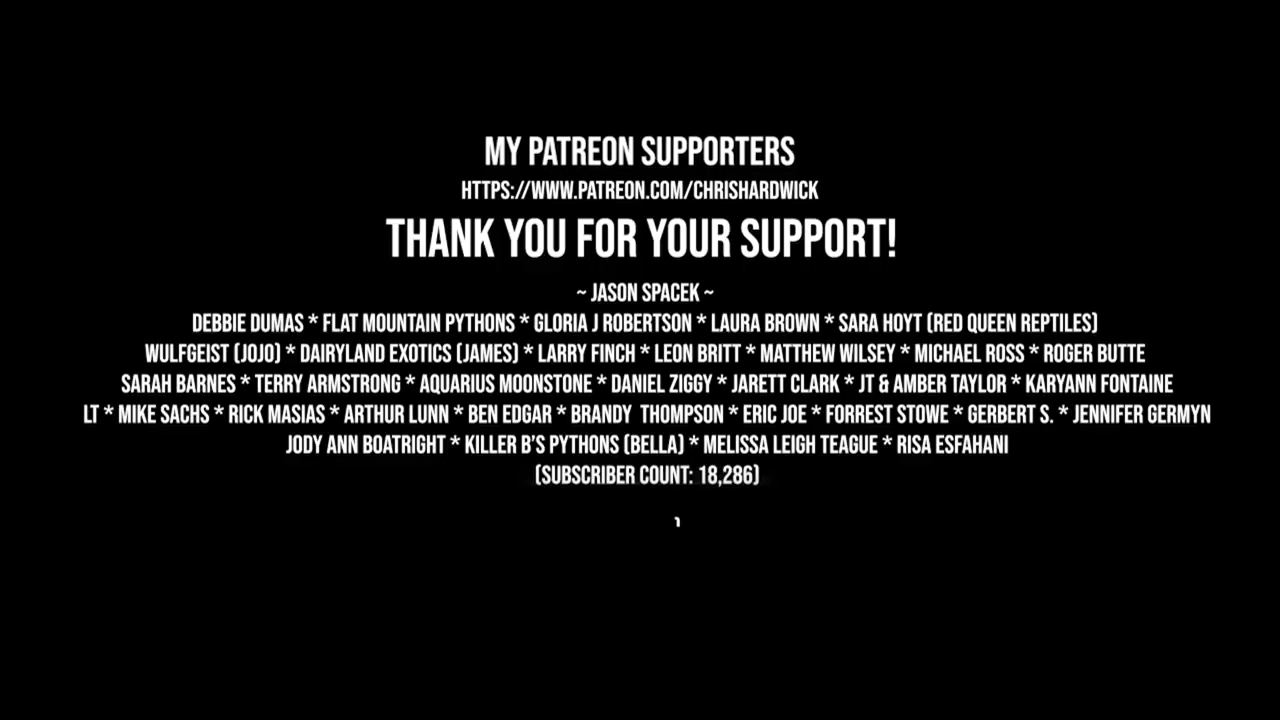 MY PATREON SUPPORTERS
HTTPS://WWW.PATREON.COM/CHRISHARDWICK
THANK YOU FOR YOUR SUPPORT!
~ JASON SPACEK ~
DEBBIE DUMAS * FLAT MOUNTAIN PYTHONS * GLORIA J ROBERTSON * LAURA BROWN * SARA HOYT (RED QUEEN REPTILES)
WULFGEIST (JOJO) * DAIRYLAND EXOTICS (JAMES) * LARRY FINCH * LEON BRITT * MATTHEW WILSEY * MICHAEL ROSS * ROGER BUTTE
SARAH BARNES * TERRY ARMSTRONG * AQUARIUS MOONSTONE * DANIEL ZIGGY * JARETT CLARK * JT & AMBER TAYLOR * KARYANN FONTAINE
LT * MIKE SACHS * RICK MASIAS * ARTHUR LUNN * BEN EDGAR * BRANDY  THOMPSON * ERIC JOE * FORREST STOWE * GERBERT S. * JENNIFER GERMYN
JODY ANN BOATRIGHT * KILLER B'S PYTHONS (BELLA) * MELISSA LEIGH TEAGUE * RISA ESFAHANI
(SUBSCRIBER COUNT: 18,286)